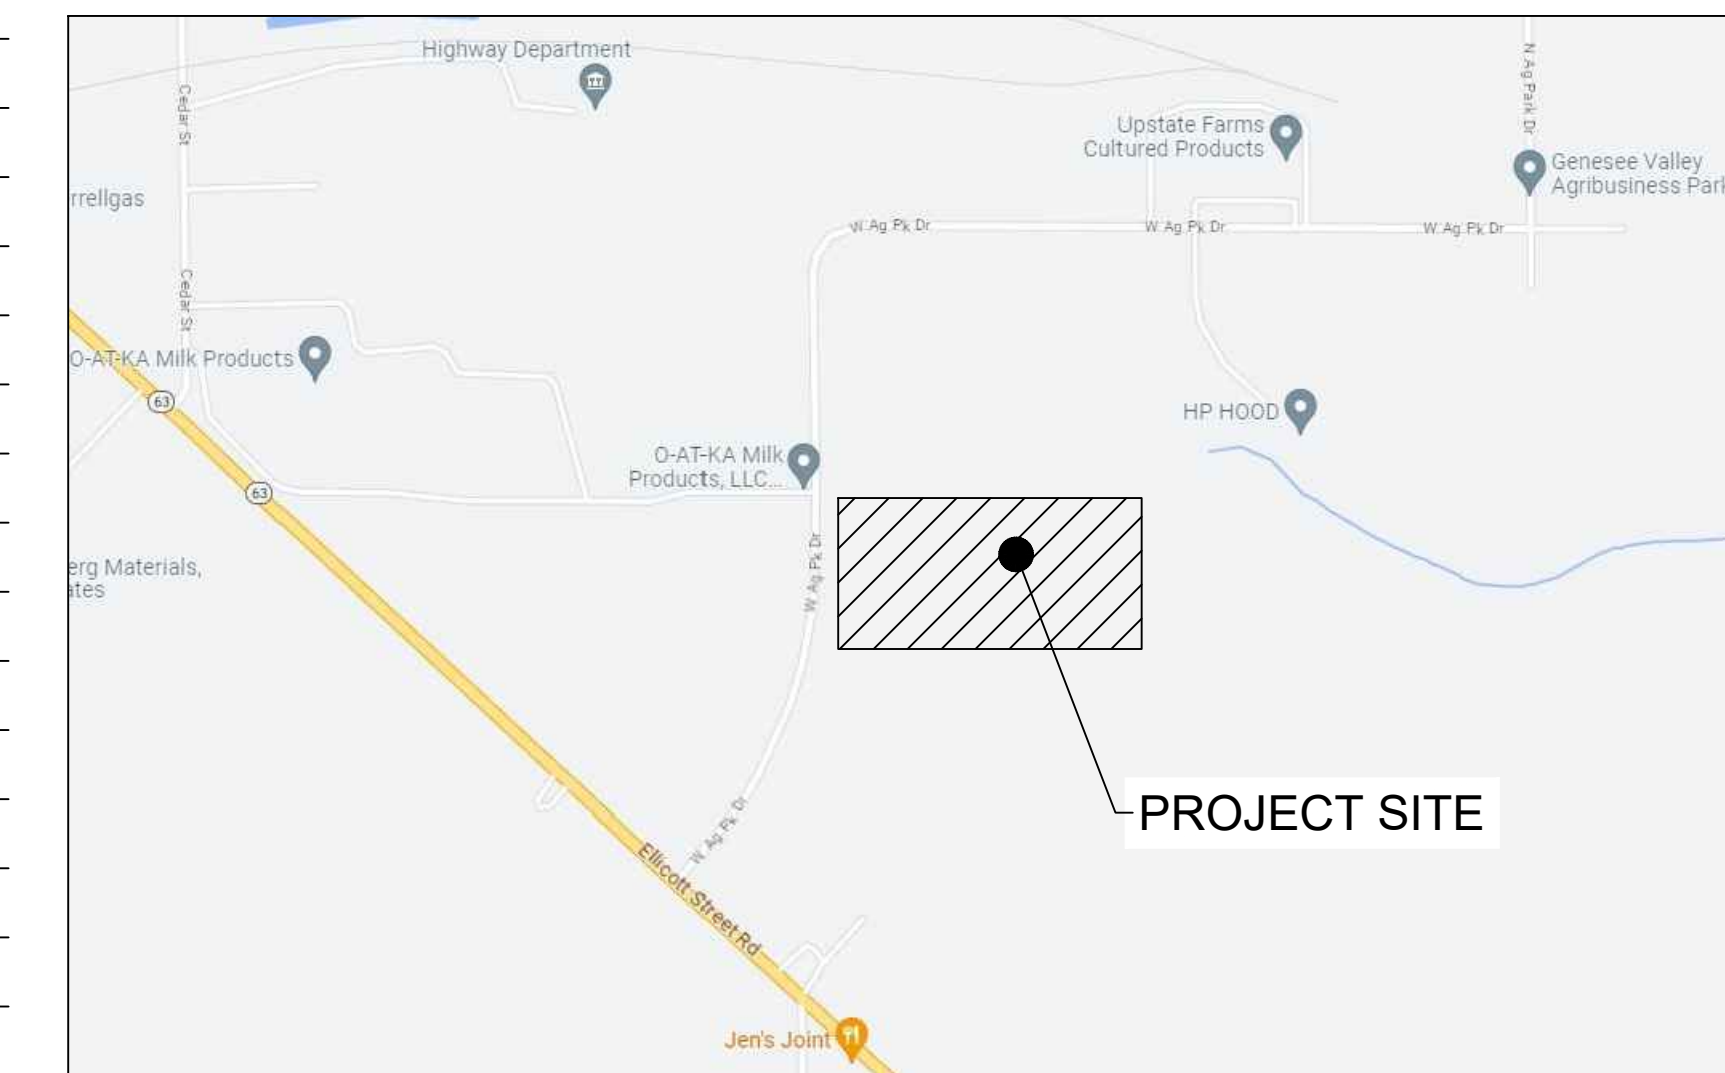 Highway Department
Cedar St
N Ag Park Dr
Upstate Farms
Cultured Products
Genesee Valley
Agribusiness Park
rrellgas
W Ag Pk Dr
W Ag Pk Dr
W Ag Pk Dr
Cedar St
O-AT-KA Milk Products
63
HP HOOD
O-AT-KA Milk
Products, LLC...
63
W Ag Pk Dr
erg Materials,
ates
PROJECT SITE
W Ag Pk Dr
Ellicott Street Rd
Jen's Joint